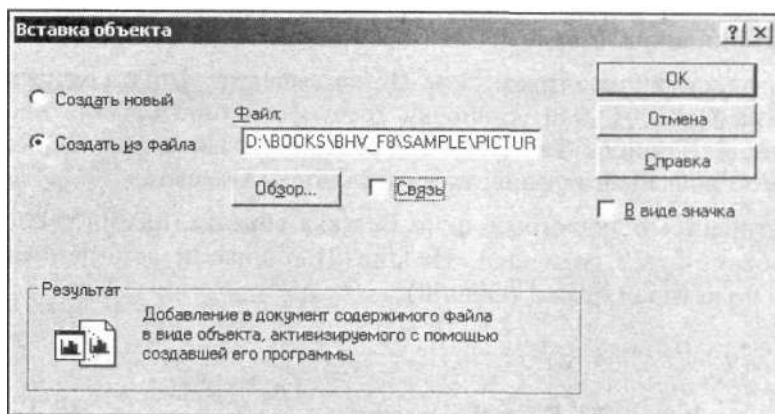 Вставка объекта
Создать новый
Создать из файла
Файл:
D:\BOOKS\BHV_F8\SAMPLE\PICTUR
Обзор...
Связь
OK
Отмена
Справка
В виде значка
Результат
Добавление в документ содержимого файла
в виде объекта, активизируемого с помощью
создавшей его программы.